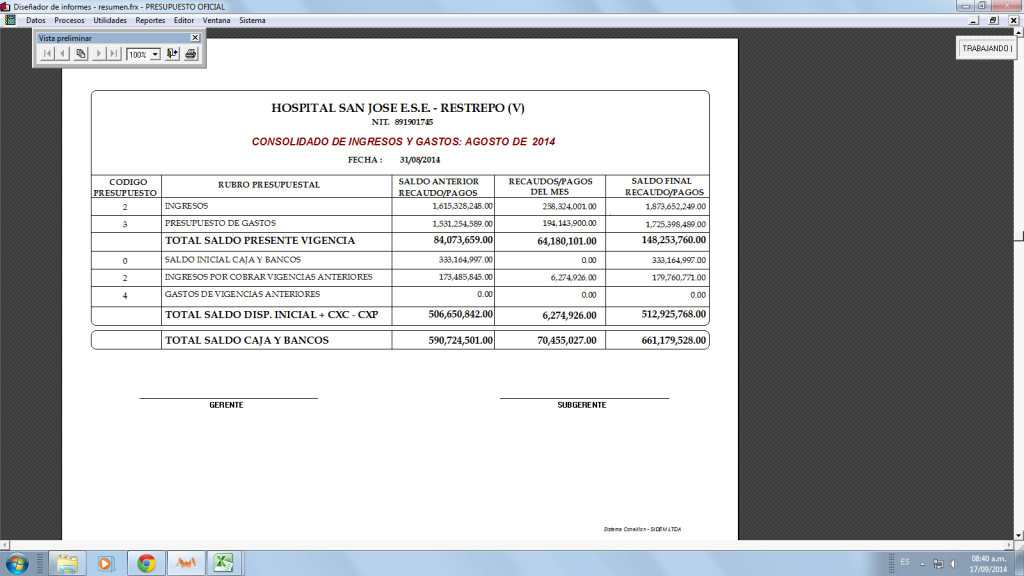 Diseñador de informes - resumen.frx - PRESUPUESTO OFICIAL
Datos Procesos Utilidades Reportes Editor Ventana Sistema
Vista preliminar
100%
TRABAJANDO
HOSPITAL SAN JOSE E.S.E. - RESTREPO (V)
NIT. 891901745
CONSOLIDADO DE INGRESOS Y GASTOS: AGOSTO DE 2014
FECHA : 31/08/2014
CODIGO PRESUPUESTO RUBRO PRESUPUESTAL SALDO ANTERIOR RECAUDO/PAGOS RECAUDOS/PAGOS DEL MES SALDO FINAL RECAUDO/PAGOS
2 INGRESOS 1,615,328,248.00 258,324,001.00 1,873,652,249.00
3 PRESUPUESTO DE GASTOS 1,531,254,589.00 194,143,900.00 1,725,398,489.00
TOTAL SALDO PRESENTE VIGENCIA 84,073,659.00 64,180,101.00 148,253,760.00
0 SALDO INICIAL CAJA Y BANCOS 333,164,997.00 0.00 333,164,997.00
2 INGRESOS POR COBRAR VIGENCIAS ANTERIORES 173,485,845.00 6,274,926.00 179,760,771.00
4 GASTOS DE VIGENCIAS ANTERIORES 0.00 0.00 0.00
TOTAL SALDO DISP. INICIAL + CXC - CXP 506,650,842.00 6,274,926.00 512,925,768.00
TOTAL SALDO CAJA Y BANCOS 590,724,501.00 70,455,027.00 661,179,528.00
GERENTE SUBGERENTE
Sistema Conexion - SIDEM LTDA
ES 08:40 a.m.
17/09/2014